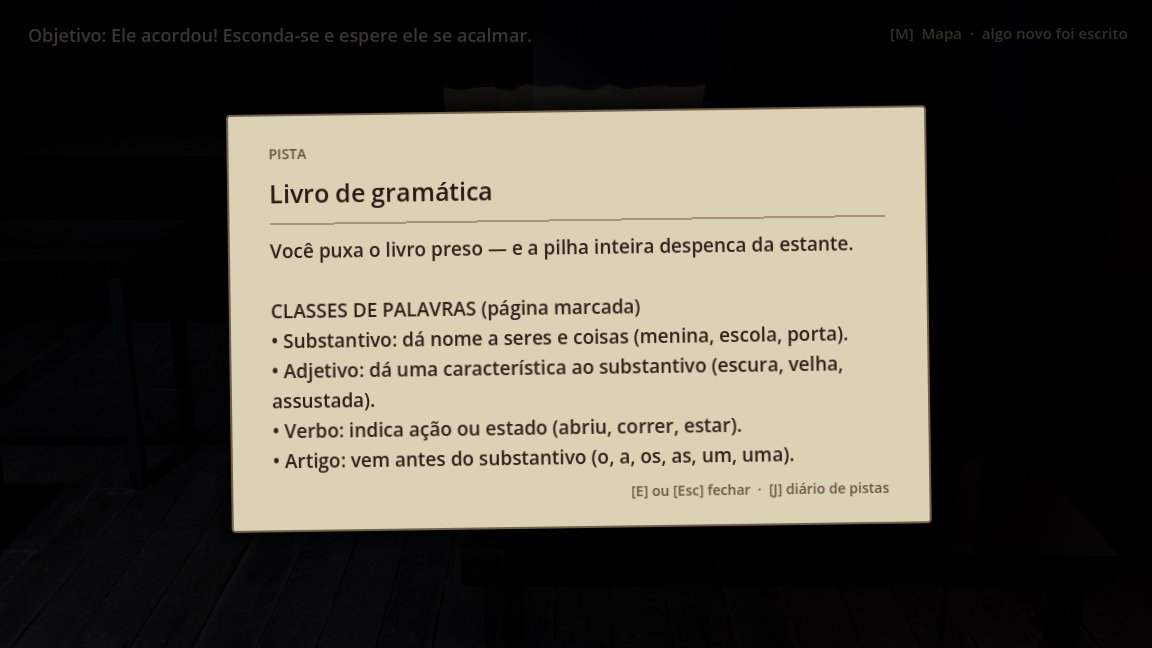 Objetivo: Ele acordou! Esconda-se e espere ele se acalmar.
[M] Mapa · algo novo foi escrito
PISTA
Livro de gramática
Você puxa o livro preso — e a pilha inteira despenca da estante.
CLASSES DE PALAVRAS (página marcada)
• Substantivo: dá nome a seres e coisas (menina, escola, porta).
• Adjetivo: dá uma característica ao substantivo (escura, velha,
assustada).
• Verbo: indica ação ou estado (abriu, correr, estar).
• Artigo: vem antes do substantivo (o, a, os, as, um, uma).
[E] ou [Esc] fechar · [J] diário de pistas